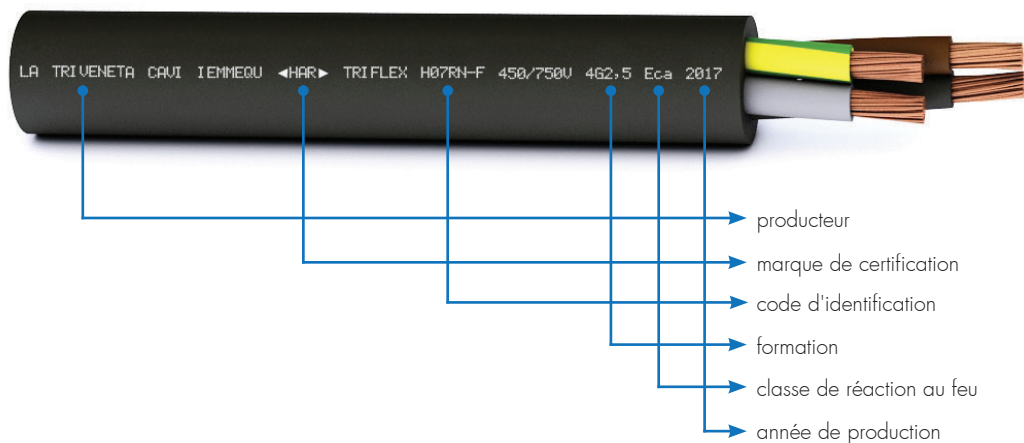 LA TRIVENETA CAVI IEMMEQU ◄HAR► TRIFLEX H07RN-F 450/750V 4G2,5 Eca 2017
producteur
marque de certification
code d'identification
formation
classe de réaction au feu
année de production